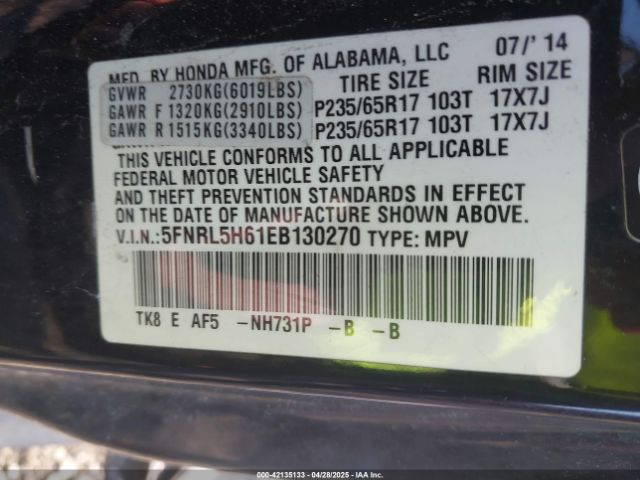 MFD. BY HONDA MFG. OF ALABAMA, LLC 07/' 14
GVWR 2730KG(6019LBS) TIRE SIZE RIM SIZE
GAWR F 1320KG(2910LBS) P235/65R17 103T 17X7J
GAWR R 1515KG(3340LBS) P235/65R17 103T 17X7J
THIS VEHICLE CONFORMS TO ALL APPLICABLE
FEDERAL MOTOR VEHICLE SAFETY
AND THEFT PREVENTION STANDARDS IN EFFECT
ON THE DATE OF MANUFACTURE SHOWN ABOVE.
V.I.N.:5FNRL5H61EB130270 TYPE: MPV
TK8 E AF5 -NH731P -B -B
000-42135133 - 04/28/2025 - IAAI.COM